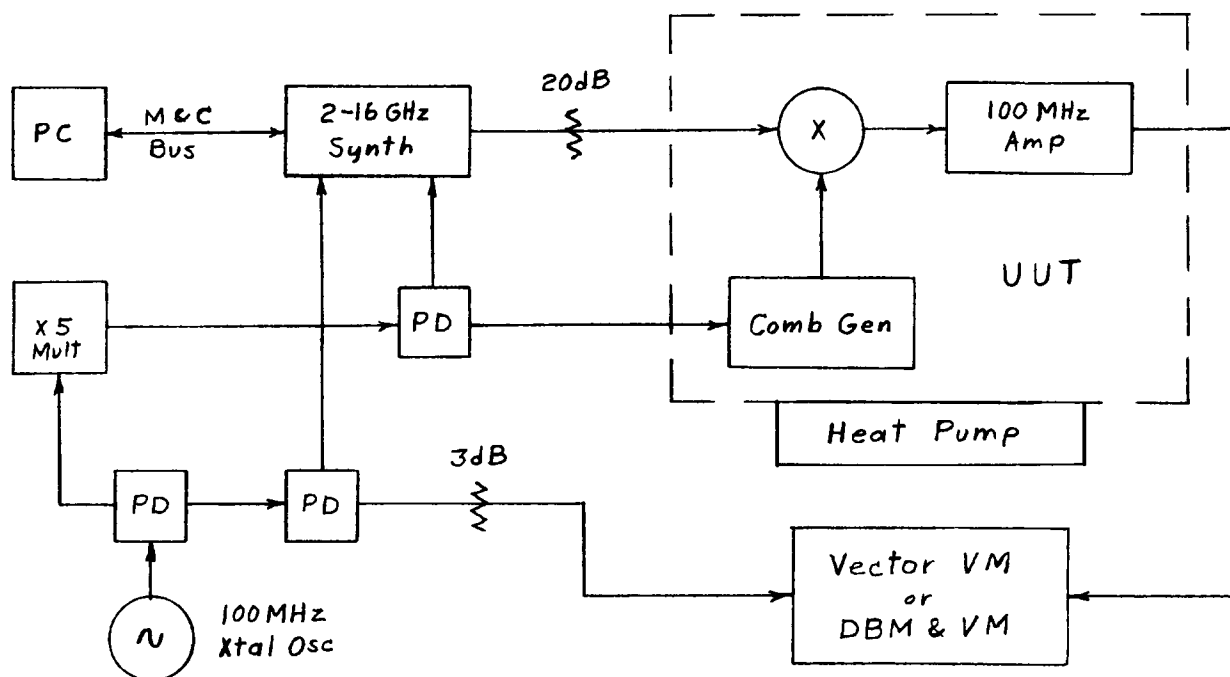 PC
M&C
Bus
2-16 GHz
Synth
20dB
X
100 MHz
Amp
UUT
X5
Mult
PD
Comb Gen
Heat Pump
3dB
PD
PD
Vector VM
or
DBM & VM
~
100 MHz
Xtal Osc